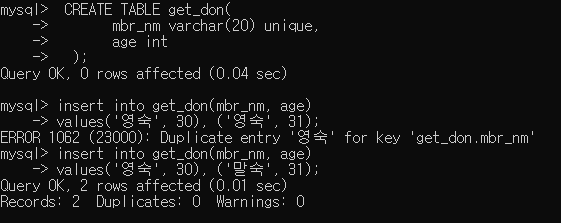 mysql>  CREATE TABLE get_don(
    ->        mbr_nm varchar(20) unique,
    ->        age int
    ->   );
Query OK, 0 rows affected (0.04 sec)

mysql> insert into get_don(mbr_nm, age)
    -> values('영숙', 30), ('영숙', 31);
ERROR 1062 (23000): Duplicate entry '영숙' for key 'get_don.mbr_nm'
mysql> insert into get_don(mbr_nm, age)
    -> values('영숙', 30), ('말숙', 31);
Query OK, 2 rows affected (0.01 sec)
Records: 2  Duplicates: 0  Warnings: 0